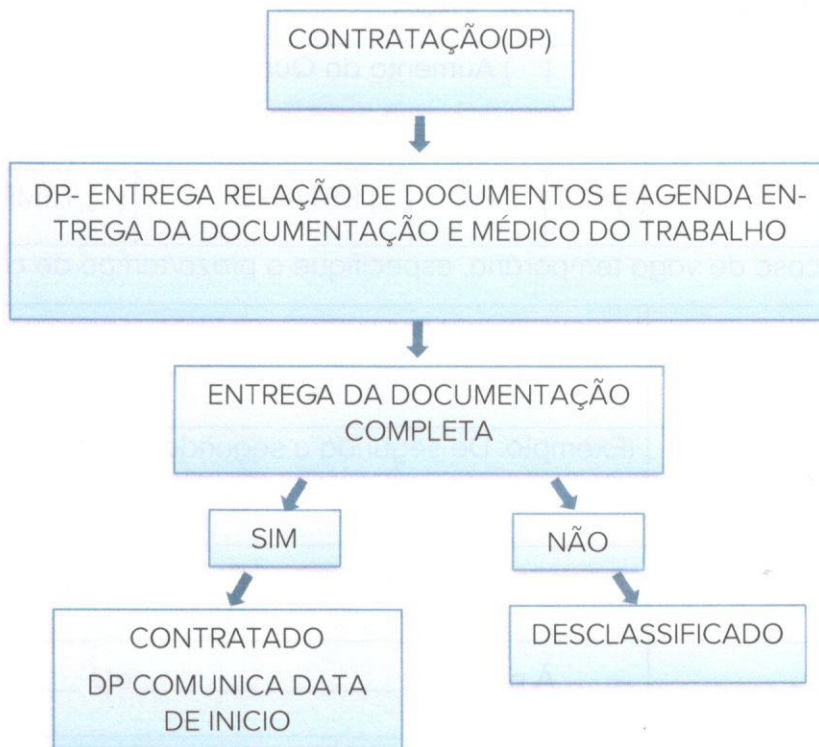 CONTRATAÇÃO(DP)
DP- ENTREGA RELAÇÃO DE DOCUMENTOS E AGENDA EN-
TREGA DA DOCUMENTAÇÃO E MÉDICO DO TRABALHO
ENTREGA DA DOCUMENTAÇÃO
COMPLETA
SIM
NÃO
CONTRATADO
DP COMUNICA DATA
DE INICIO
DESCLASSIFICADO